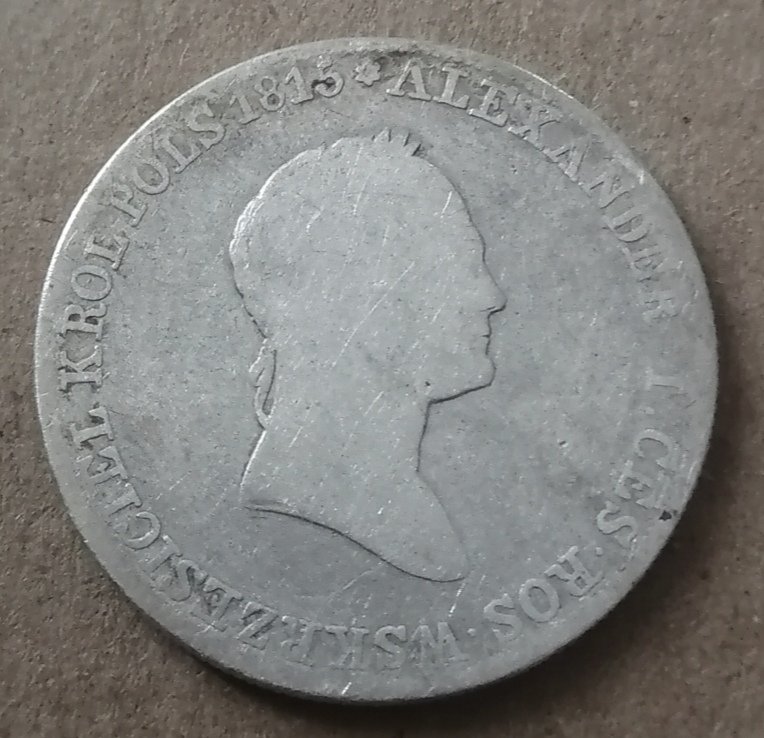 ALEXANDER I. CES. ROS. WSKRZESICIEL KROL. POLS 1815